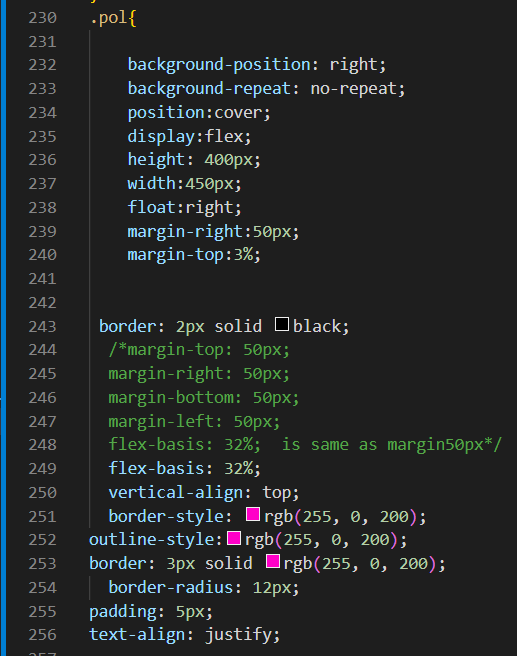 230 .pol{
231
232 background-position: right;
233 background-repeat: no-repeat;
234 position:cover;
235 display:flex;
236 height: 400px;
237 width:450px;
238 float:right;
239 margin-right:50px;
240 margin-top:3%;
241
242
243 border: 2px solid black;
244 /*margin-top: 50px;
245 margin-right: 50px;
246 margin-bottom: 50px;
247 margin-left: 50px;
248 flex-basis: 32%;  is same as margin50px*/
249 flex-basis: 32%;
250 vertical-align: top;
251 border-style: rgb(255, 0, 200);
252 outline-style:rgb(255, 0, 200);
253 border: 3px solid rgb(255, 0, 200);
254 border-radius: 12px;
255 padding: 5px;
256 text-align: justify;